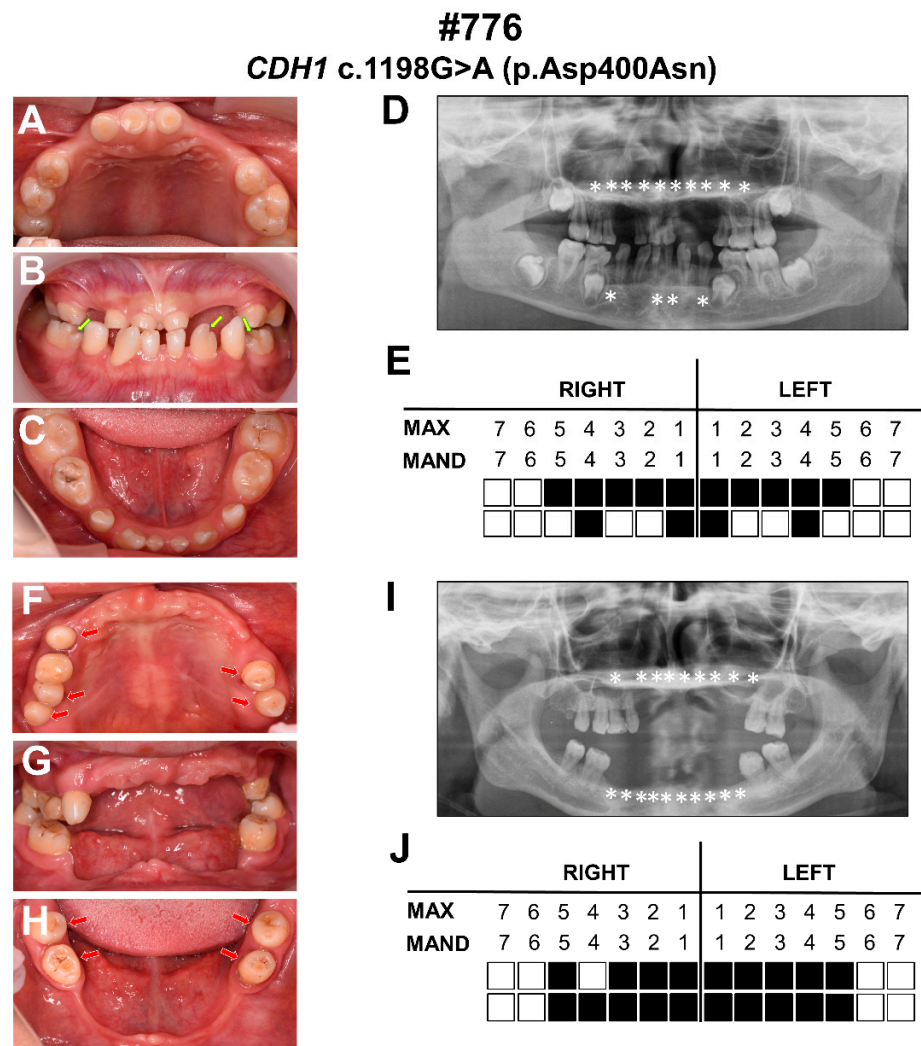 #776
CDH1 c.1198G>A (p.Asp400Asn)
A
B
C
D
* * * * * * * * * *
* * * *
E
RIGHT LEFT
MAX 7 6 5 4 3 2 1 1 2 3 4 5 6 7
MAND 7 6 5 4 3 2 1 1 2 3 4 5 6 7
F
G
H
I
* * * * * * * * *
* * * * * * * * * *
J
RIGHT LEFT
MAX 7 6 5 4 3 2 1 1 2 3 4 5 6 7
MAND 7 6 5 4 3 2 1 1 2 3 4 5 6 7